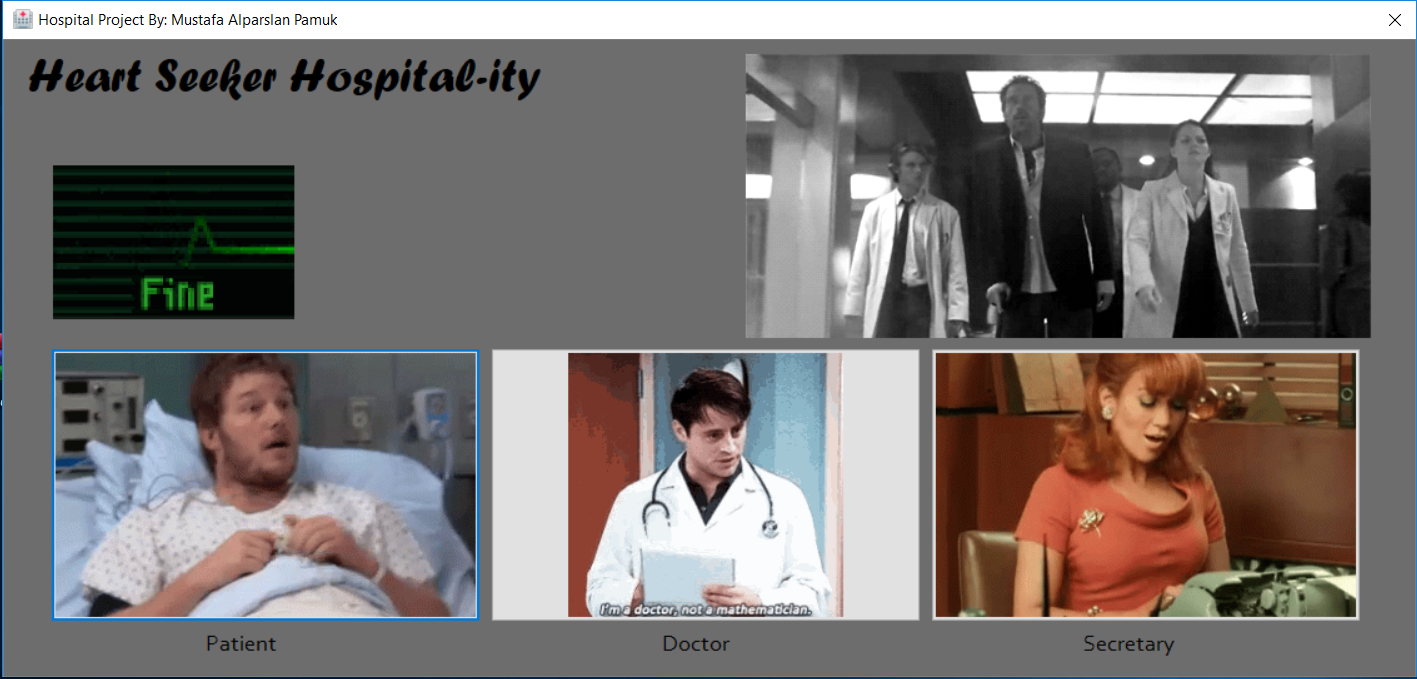 Hospital Project By: Mustafa Alparslan Pamuk
Heart Seeker Hospital-ity
Fine
I'm a doctor, not a mathematician.
Patient
Doctor
Secretary